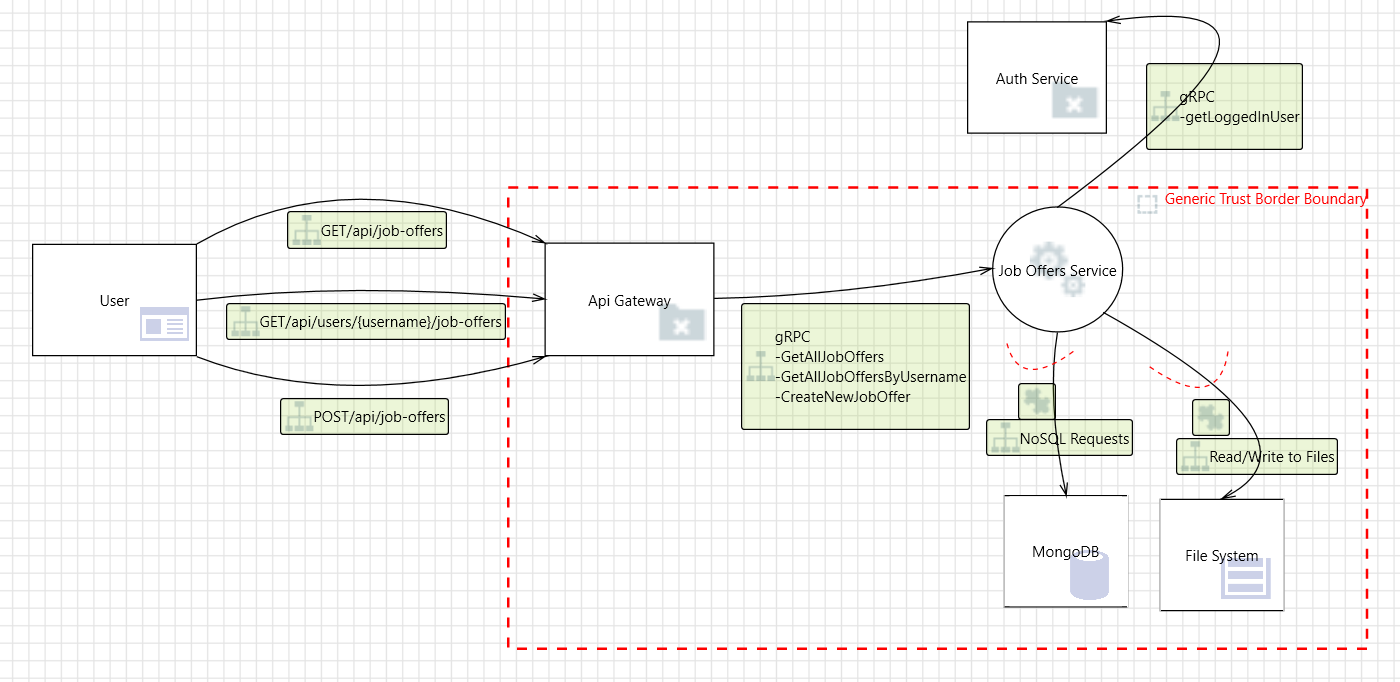 Auth Service
gRPC
-getLoggedInUser
Generic Trust Border Boundary
GET/api/job-offers
User
Api Gateway
Job Offers Service
GET/api/users/{username}/job-offers
gRPC
-GetAllJobOffers
-GetAllJobOffersByUsername
-CreateNewJobOffer
POST/api/job-offers
NoSQL Requests
Read/Write to Files
MongoDB
File System